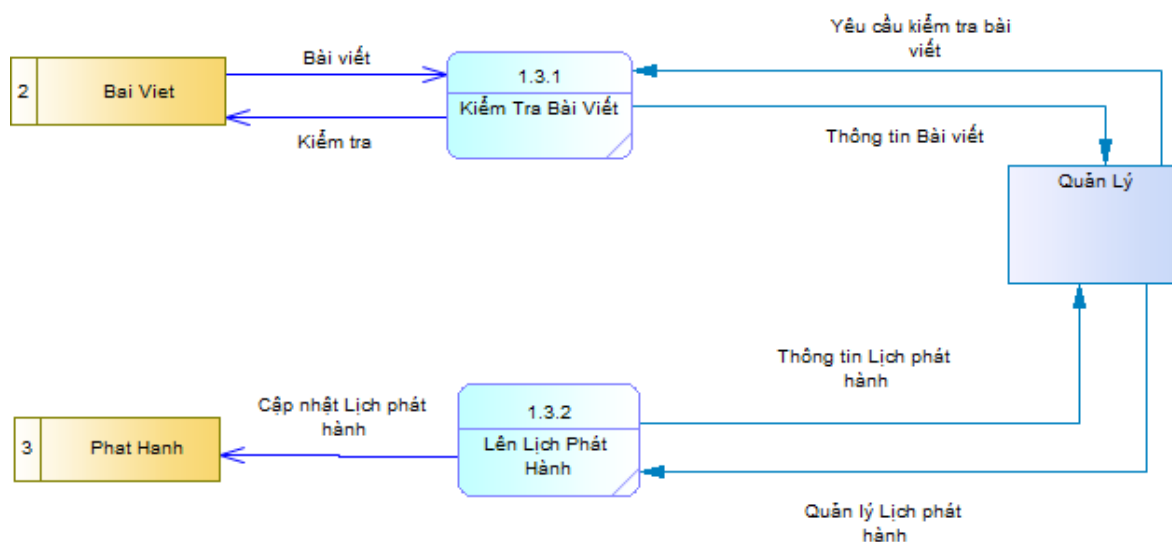 Yêu cầu kiểm tra bài
viết
Bài viết
1.3.1
2
Bai Viet
Kiểm Tra Bài Viết
Kiểm tra
Thông tin Bài viết
Quản Lý
Thông tin Lịch phát
hành
Cập nhật Lịch phát
hành
1.3.2
3
Phat Hanh
Lên Lịch Phát
Hành
Quản lý Lịch phát
hành